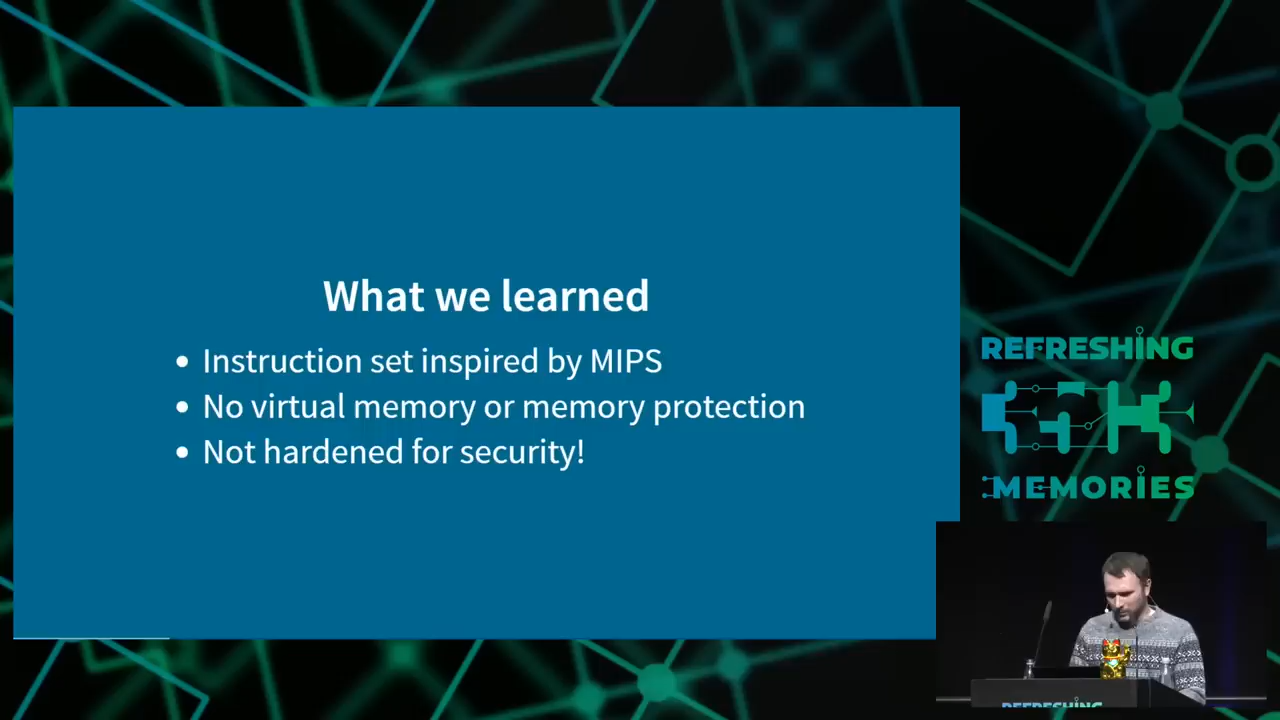 What we learned
• Instruction set inspired by MIPS
• No virtual memory or memory protection
• Not hardened for security!
REFRESHING
MEMORIES
REFRESHING